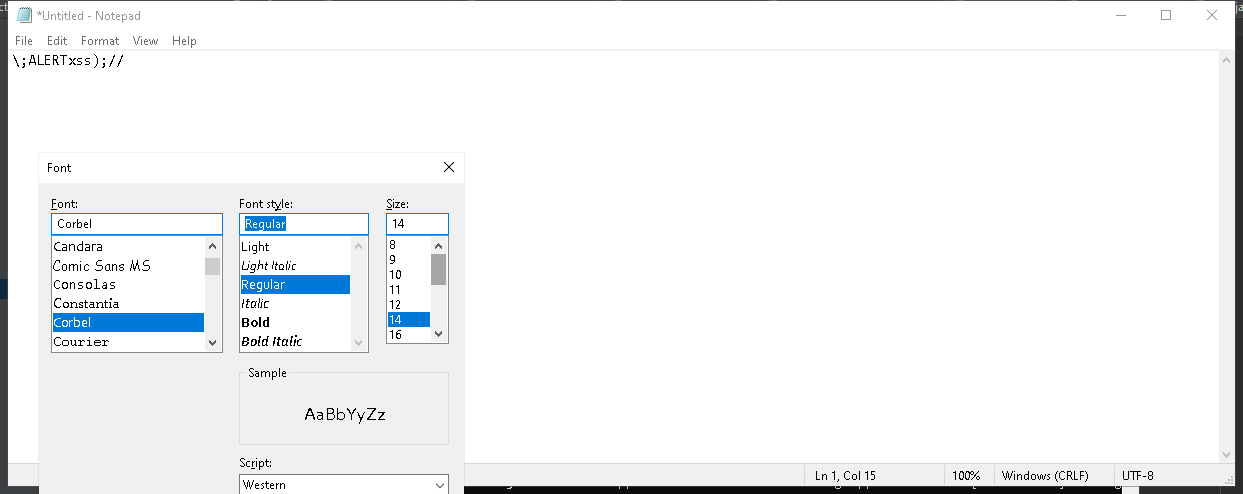 *Untitled - Notepad
File Edit Format View Help
\;ALERTxss);//
Font
Font: Font style: Size:
Corbel Regular 14
Candara Light 8
Comic Sans MS Light Italic 9
Consolas Regular 10
Constantia Italic 11
Corbel Bold 12
Courier Bold Italic 14
16
Sample
AaBbYyZz
Script:
Western
Ln 1, Col 15 100% Windows (CRLF) UTF-8